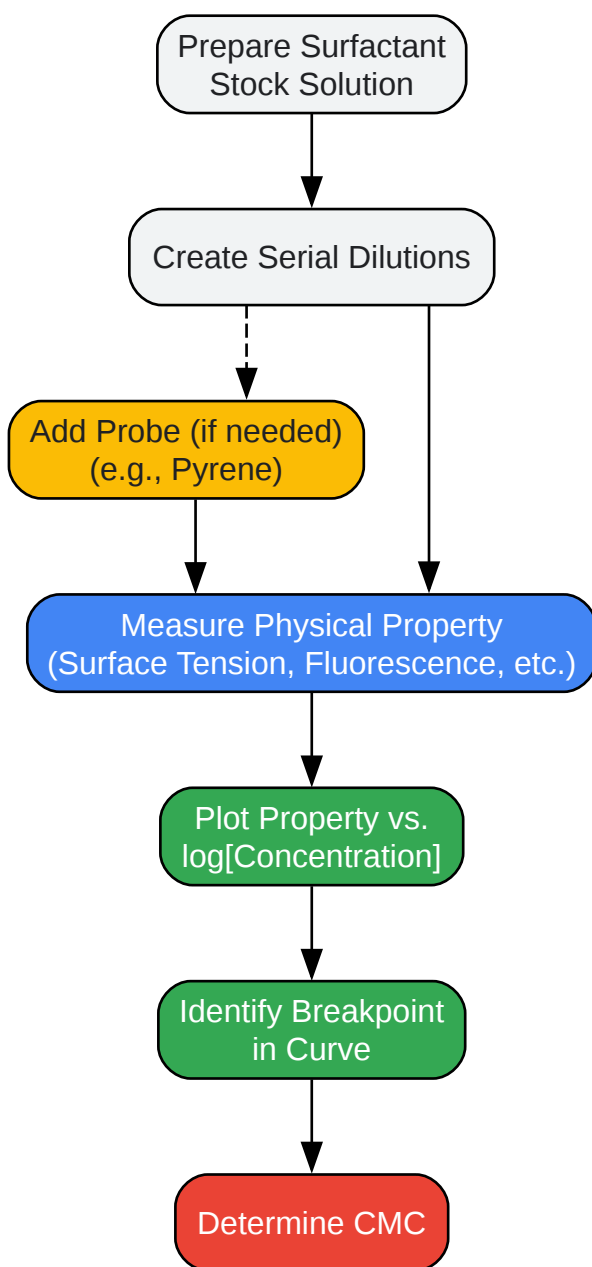 Prepare Surfactant
Stock Solution
Create Serial Dilutions
Add Probe (if needed)
(e.g., Pyrene)
Measure Physical Property
(Surface Tension, Fluorescence, etc.)
Plot Property vs.
log[Concentration]
Identify Breakpoint
in Curve
Determine CMC